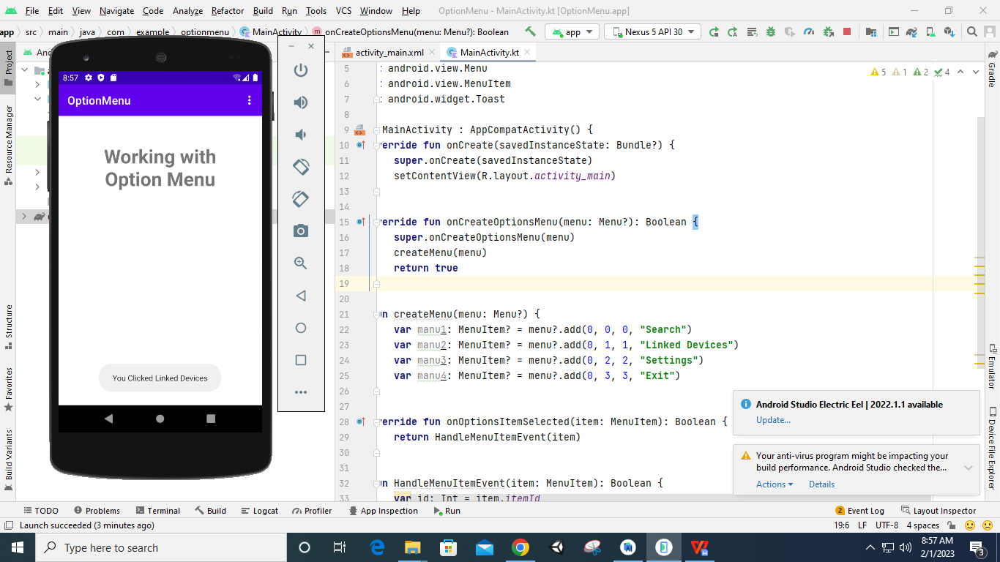 File Edit View Navigate Code Analyze Refactor Build Run Tools VCS Window Help OptionMenu - MainActivity.kt [OptionMenu.app]
app src main java com example optionmenu MainActivity onCreateOptionsMenu(menu: Menu?): Boolean app Nexus 5 API 30
activity_main.xml MainActivity.kt
Project
Resource Manager
Structure
Favorites
Build Variants
8:57
OptionMenu
Working with
Option Menu
You Clicked Linked Devices
5 : android.view.Menu
6 : android.view.MenuItem
7 : android.widget.Toast
8
9 MainActivity : AppCompatActivity() {
10 verride fun onCreate(savedInstanceState: Bundle?) {
11 super.onCreate(savedInstanceState)
12 setContentView(R.layout.activity_main)
13
14
15 verride fun onCreateOptionsMenu(menu: Menu?): Boolean {
16 super.onCreateOptionsMenu(menu)
17 createMenu(menu)
18 return true
19
20
21 n createMenu(menu: Menu?) {
22 var manu1: MenuItem? = menu?.add(0, 0, 0, "Search")
23 var manu2: MenuItem? = menu?.add(0, 1, 1, "Linked Devices")
24 var manu3: MenuItem? = menu?.add(0, 2, 2, "Settings")
25 var manu4: MenuItem? = menu?.add(0, 3, 3, "Exit")
26
27
28 verride fun onOptionsItemSelected(item: MenuItem): Boolean {
29 return HandleMenuItemEvent(item)
30
31
32 n HandleMenuItemEvent(item: MenuItem): Boolean {
33 var id: Int = item.itemId
5 1 2 4
Gradle
Emulator
Device File Explorer
Android Studio Electric Eel | 2022.1.1 available
Update...
Your anti-virus program might be impacting your
build performance. Android Studio checked the...
Actions Details
TODO Problems Terminal Build Logcat Profiler App Inspection Run 2 Event Log Layout Inspector
Launch succeeded (3 minutes ago) 19:6 LF UTF-8 4 spaces
Type here to search
8:57 AM
2/1/2023
3